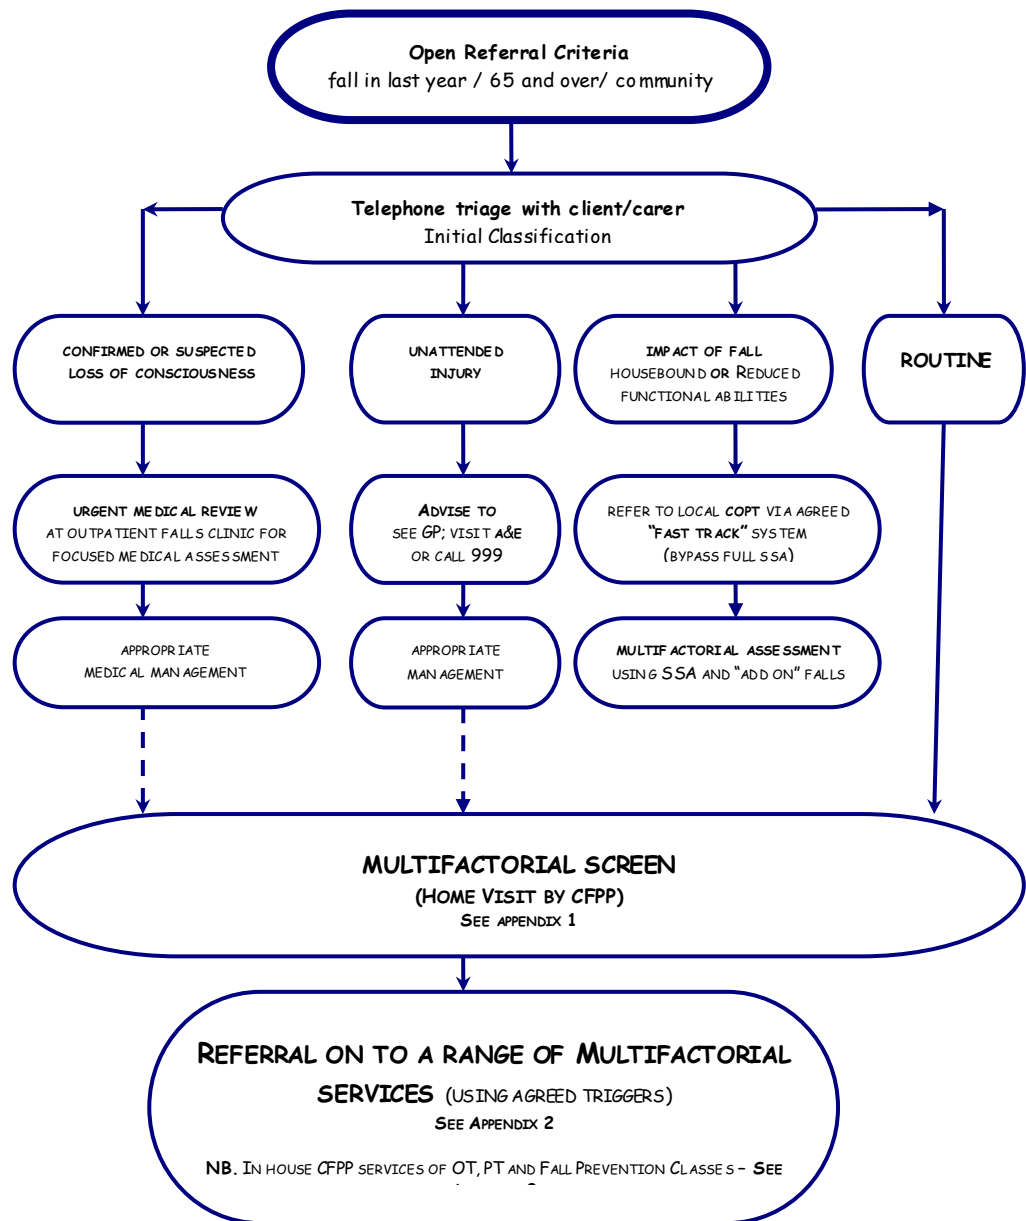 Open Referral Criteria
fall in last year / 65 and over/ community
Telephone triage with client/carer
Initial Classification
CONFIRMED OR SUSPECTED
LOSS OF CONSCIOUSNESS
UNATTENDED
INJURY
IMPACT OF FALL
HOUSEBOUND OR REDUCED
FUNCTIONAL ABILITIES
ROUTINE
URGENT MEDICAL REVIEW
AT OUTPATIENT FALLS CLINIC FOR
FOCUSED MEDICAL ASSESSMENT
ADVISE TO
SEE GP; VISIT A&E
OR CALL 999
REFER TO LOCAL COPT VIA AGREED
"FAST TRACK" SYSTEM
(BYPASS FULL SSA)
APPROPRIATE
MEDICAL MANAGEMENT
APPROPRIATE
MANAGEMENT
MULTIFACTORIAL ASSESSMENT
USING SSA AND "ADD ON" FALLS
MULTIFACTORIAL SCREEN
(HOME VISIT BY CFPP)
SEE APPENDIX 1
REFERRAL ON TO A RANGE OF MULTIFACTORIAL
SERVICES (USING AGREED TRIGGERS)
SEE APPENDIX 2
NB. IN HOUSE CFPP SERVICES OF OT, PT AND FALL PREVENTION CLASSES – SEE